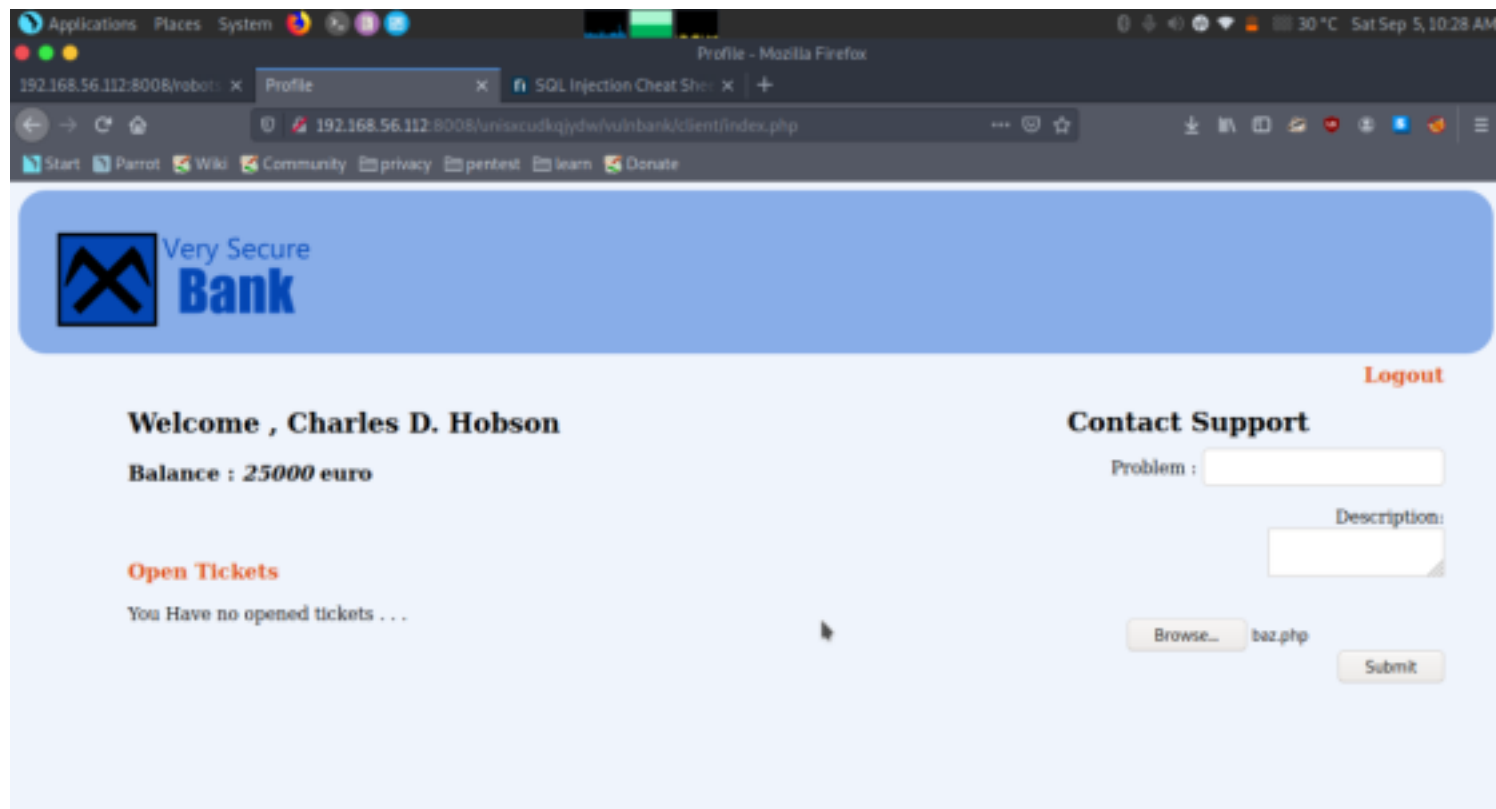 Applications Places System 30 °C Sat Sep 5, 10:28 AM
Profile - Mozilla Firefox
192.168.56.112:8008/robots Profile SQL Injection Cheat She
192.168.56.112:8008/unisxcudkqjydw/vulnbank/client/index.php
Start Parrot Wiki Community privacy pentest learn Donate
Very Secure
Bank
Logout
Welcome , Charles D. Hobson
Contact Support
Balance : 25000 euro
Problem :
Description:
Open Tickets
You Have no opened tickets . . .
Browse... baz.php
Submit